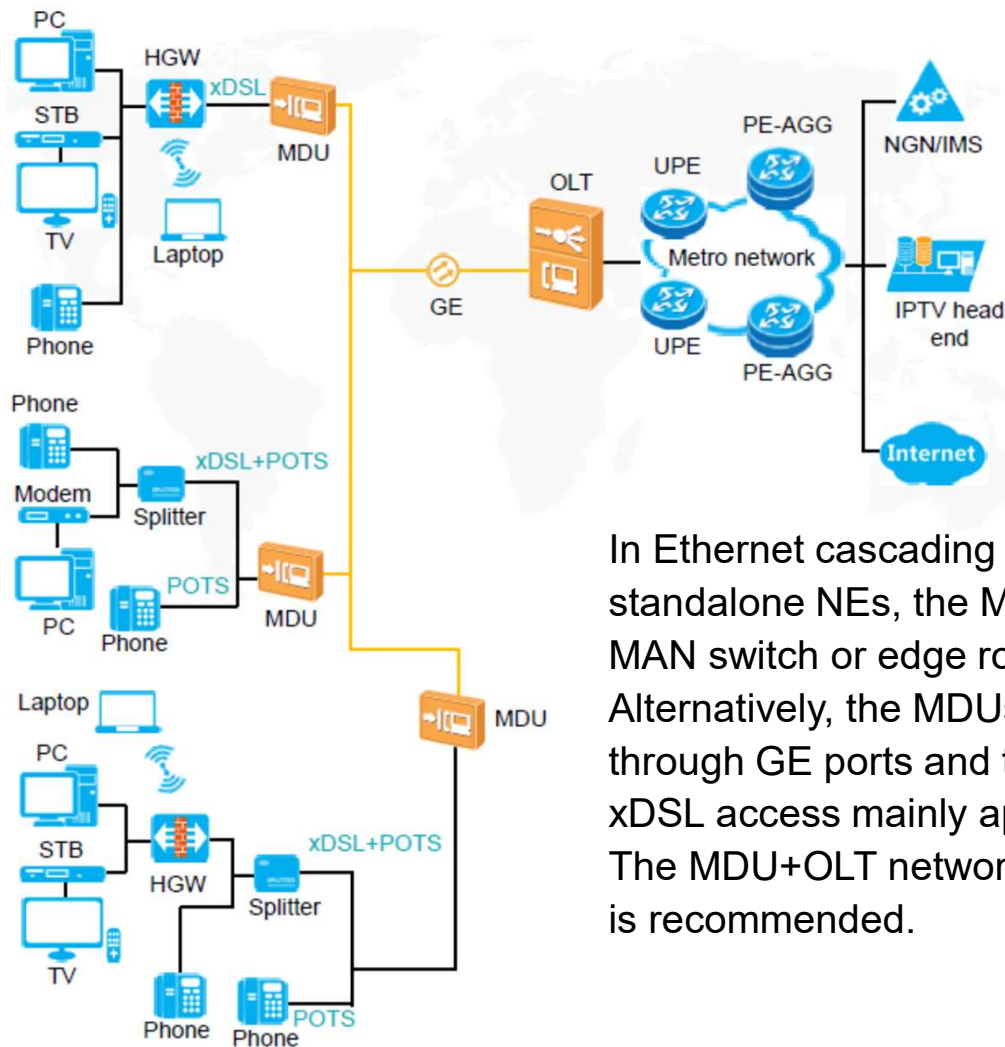 PC
HGW
xDSL
STB
MDU
TV
Laptop
Phone
PE-AGG
UPE
OLT
NGN/IMS
Metro network
GE
IPTV head
end
UPE
PE-AGG
Internet
Phone
xDSL+POTS
Modem
Splitter
POTS
MDU
PC
Phone
MDU
Laptop
PC
xDSL+POTS
STB
HGW
Splitter
TV
Phone
Phone
POTS
In Ethernet cascading
standalone NEs, the M
MAN switch or edge ro
Alternatively, the MDUs
through GE ports and t
xDSL access mainly ap
The MDU+OLT networ
is recommended.